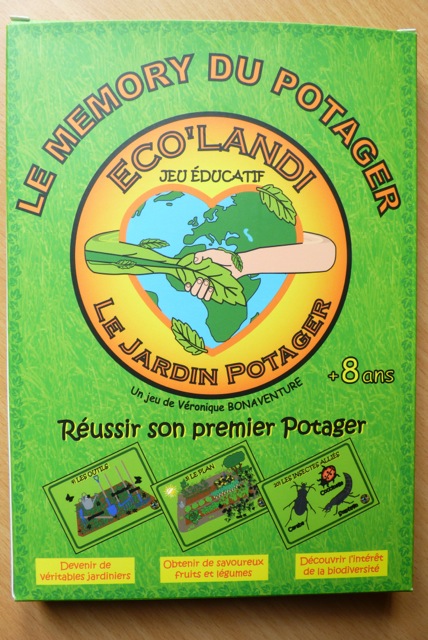 LE MEMORY DU POTAGER
ECO'LANDI
JEU ÉDUCATIF
LE JARDIN POTAGER
+ 8 ans
Un jeu de Véronique BONAVENTURE
Réussir son premier Potager
LES OUTILS
LE PLAN
LES INSECTES ALLIÉS
Coccinelle
Carabe
Devenir de
véritables jardiniers
Obtenir de savoureux
fruits et légumes
Découvrir l'intérêt
de la biodiversité